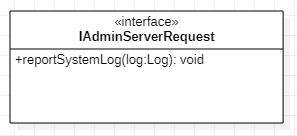 «interface»
IAdminServerRequest
+reportSystemLog(log:Log): void